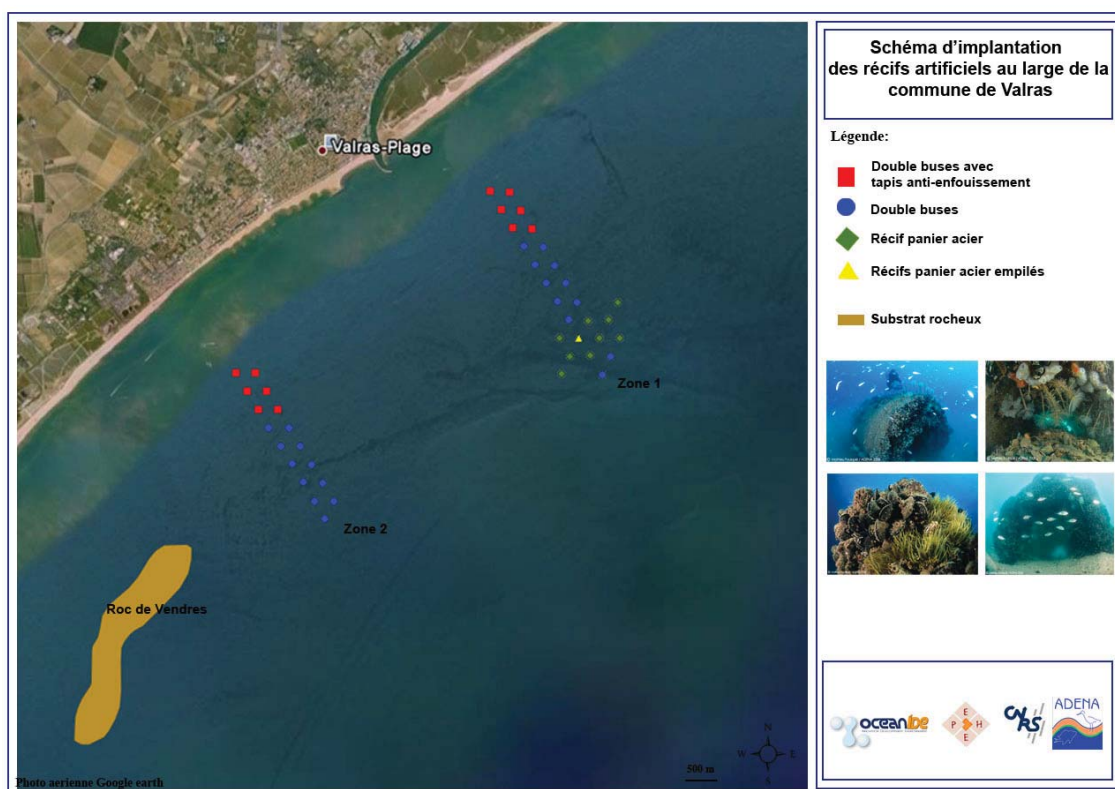 Schéma d'implantation
des récifs artificiels au large de la
commune de Valras
Légende:
Double buses avec
tapis anti-enfouissement
Double buses
Récif panier acier
Récifs panier acier empilés
Substrat rocheux
Valras-Plage
Zone 1
Zone 2
Roc de Vendres
N
W
E
S
500 m
Photo aerienne Google earth
E
P
H
E
CNRS
ADENA